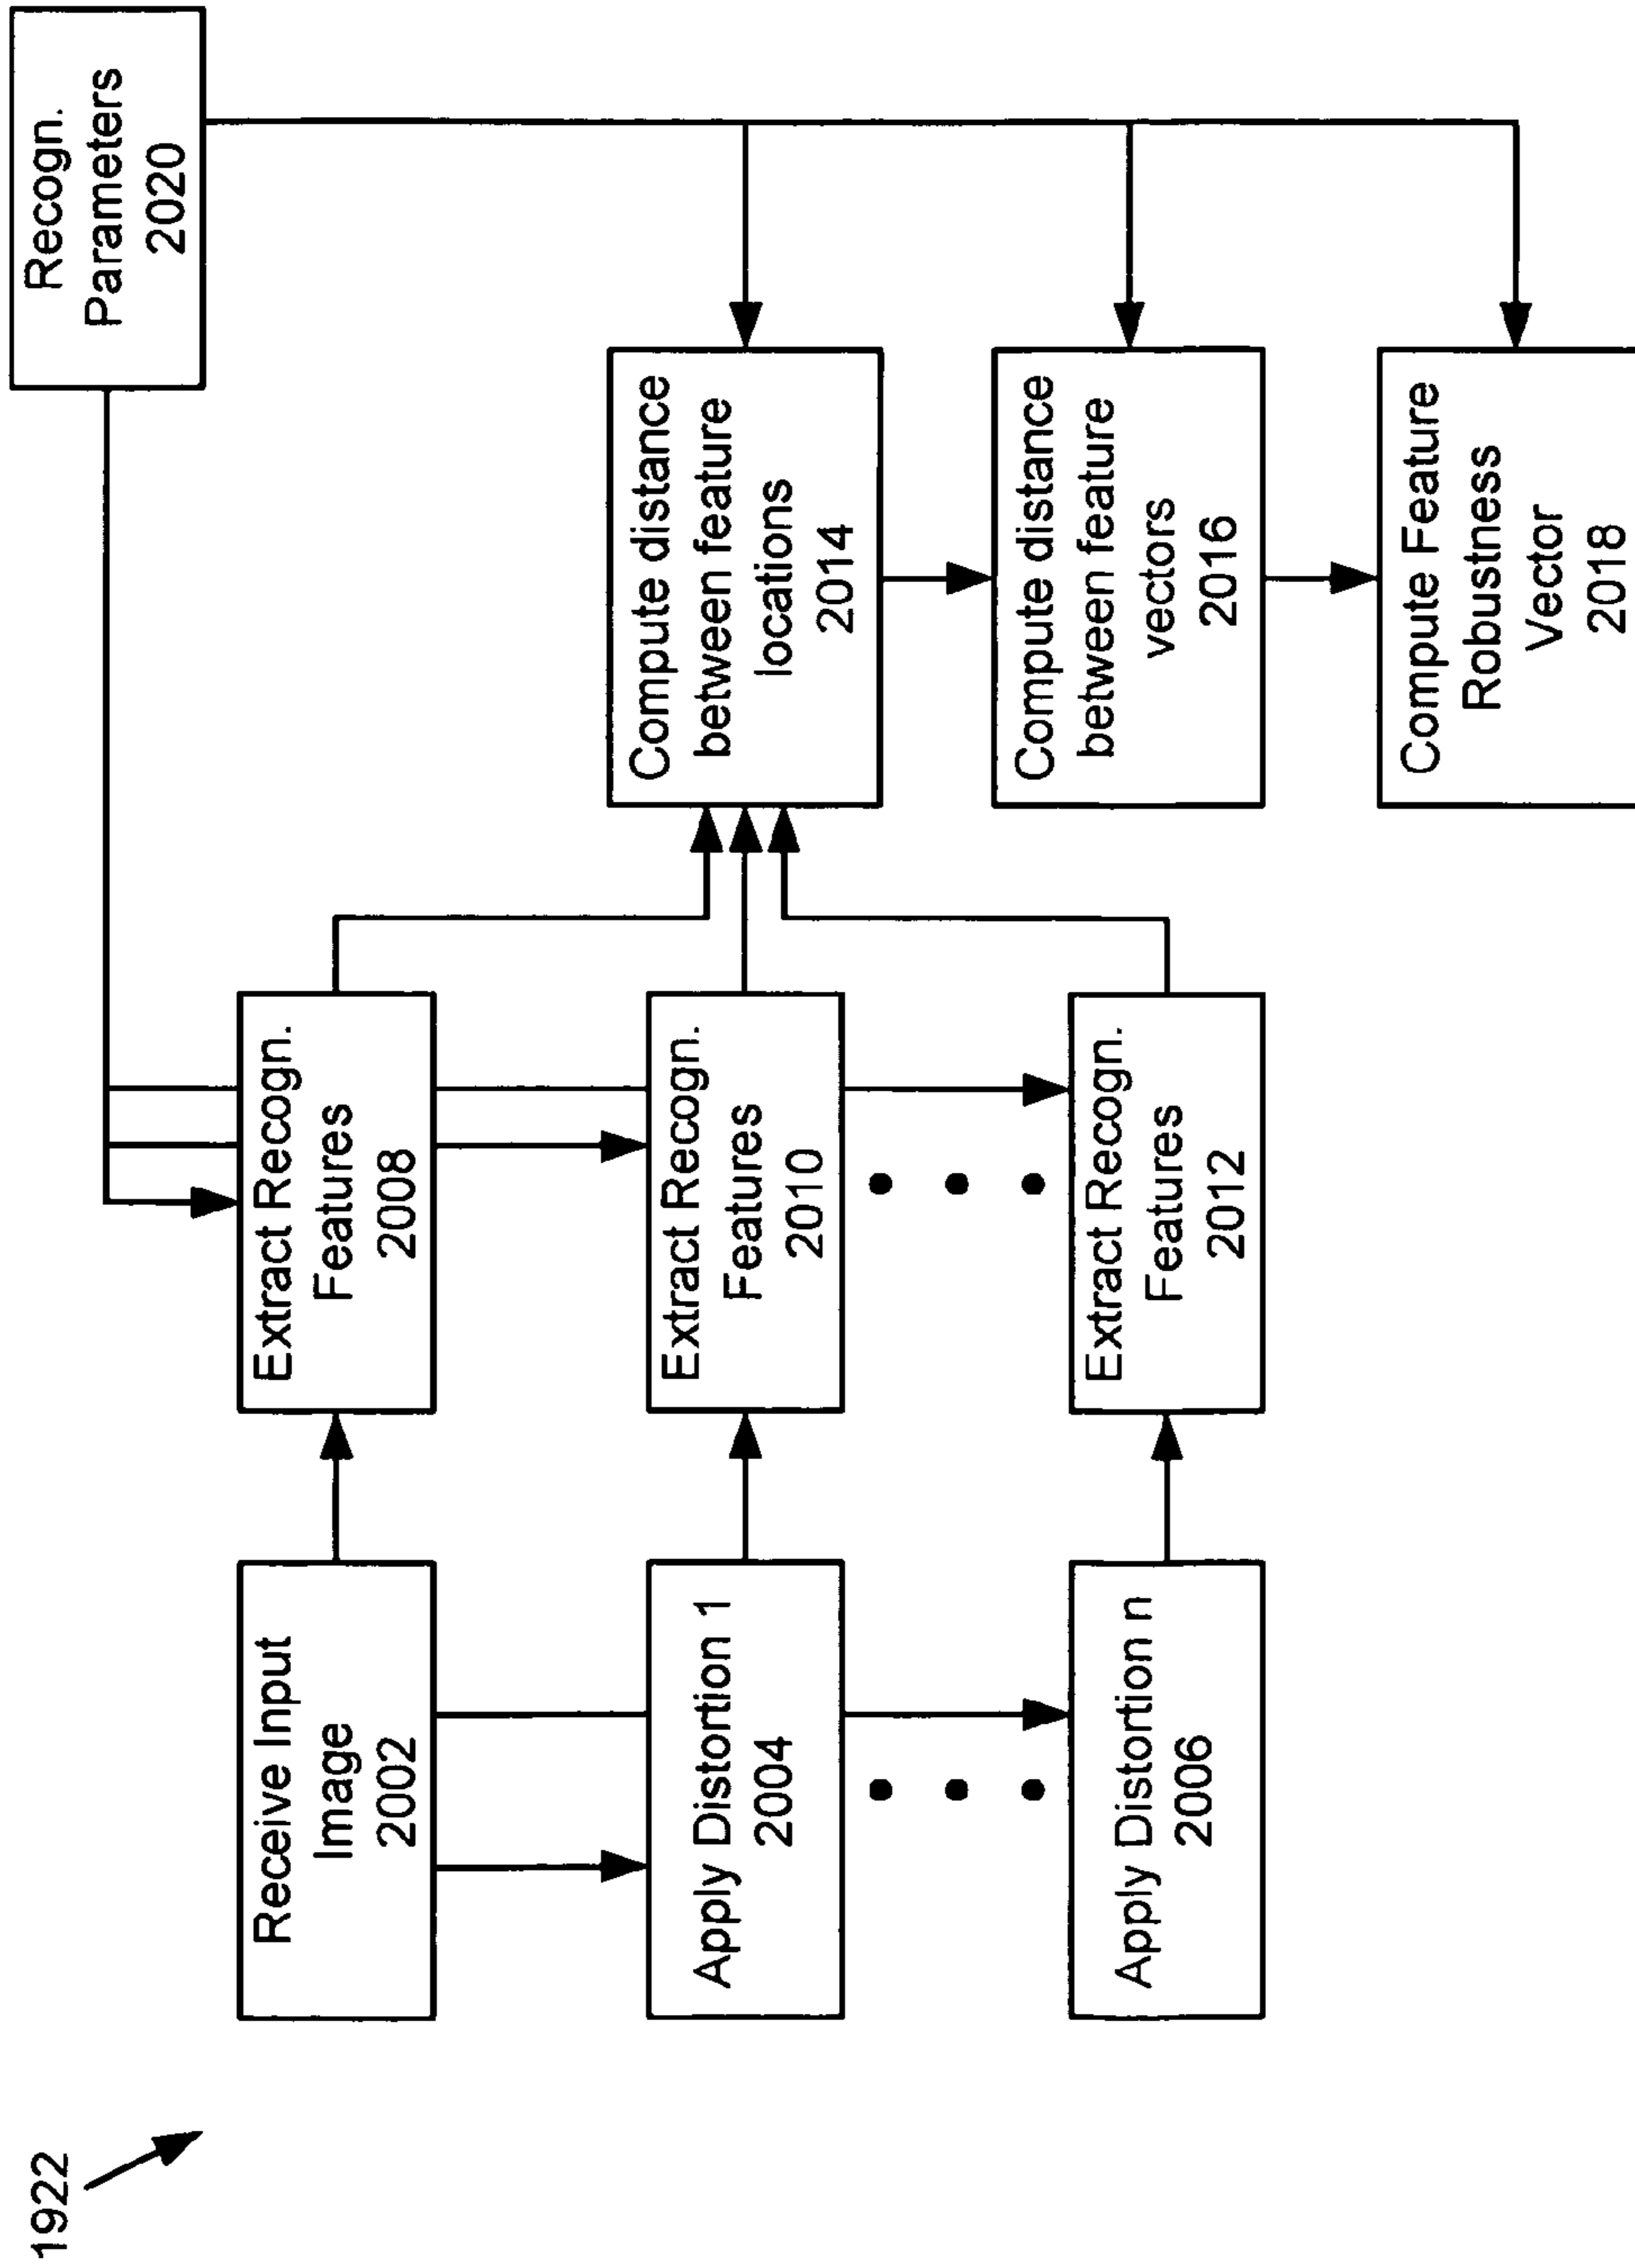 1922
Recogn.
Parameters
2020
Receive Input
Image
2002
Extract Recogn.
Features
2008
Apply Distortion 1
2004
Extract Recogn.
Features
2010
Compute distance
between feature
locations
2014
Apply Distortion n
2006
Extract Recogn.
Features
2012
Compute distance
between feature
vectors
2016
Compute Feature
Robustness
Vector
2018